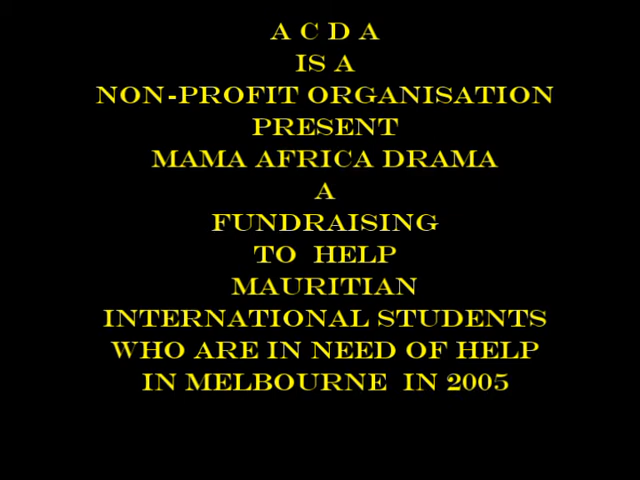 A C D A
IS A
NON-PROFIT ORGANISATION
PRESENT
MAMA AFRICA DRAMA
A
FUNDRAISING
TO HELP
MAURITIAN
INTERNATIONAL STUDENTS
WHO ARE IN NEED OF HELP
IN MELBOURNE IN 2005